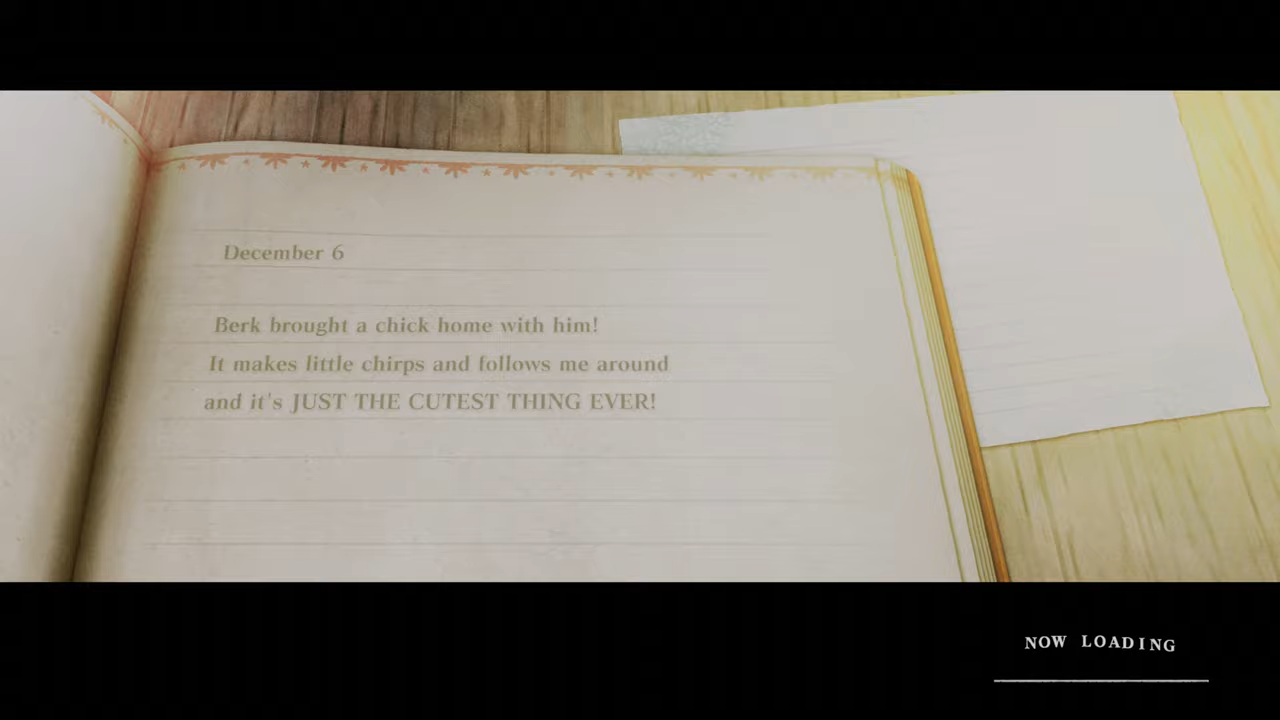 December 6
Berk brought a chick home with him!
It makes little chirps and follows me around
and it's JUST THE CUTEST THING EVER!
NOW LOADING